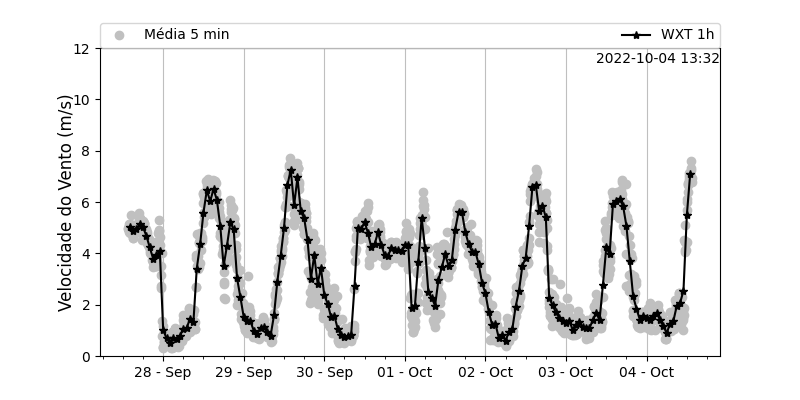 Média 5 min
WXT 1h
2022-10-04 13:32
Velocidade do Vento (m/s)
12
10
8
6
4
2
0
28 - Sep
29 - Sep
30 - Sep
01 - Oct
02 - Oct
03 - Oct
04 - Oct